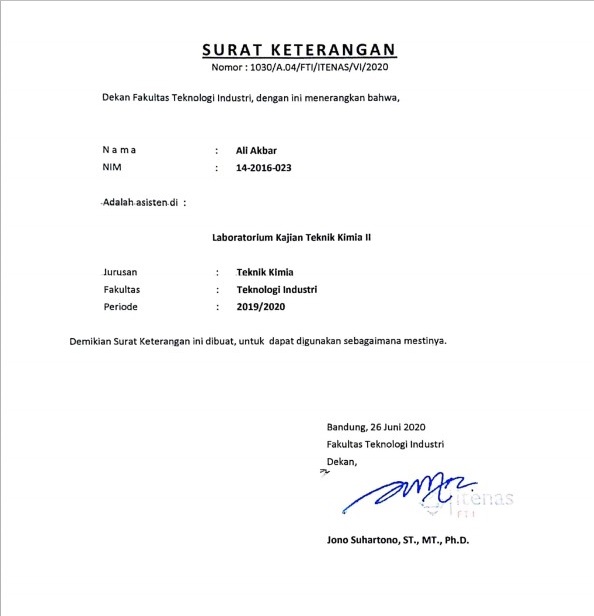 SURAT KETERANGAN
Nomor : 1030/A.04/FTI/ITENAS/VI/2020
Dekan Fakultas Teknologi Industri, dengan ini menerangkan bahwa,
N a m a : Ali Akbar
NIM : 14-2016-023
Adalah asisten di :
Laboratorium Kajian Teknik Kimia II
Jurusan : Teknik Kimia
Fakultas : Teknologi Industri
Periode : 2019/2020
Demikian Surat Keterangan ini dibuat, untuk dapat digunakan sebagaimana mestinya.
Bandung, 26 Juni 2020
Fakultas Teknologi Industri
Dekan,
itenas
FTI
Jono Suhartono, ST., MT., Ph.D.